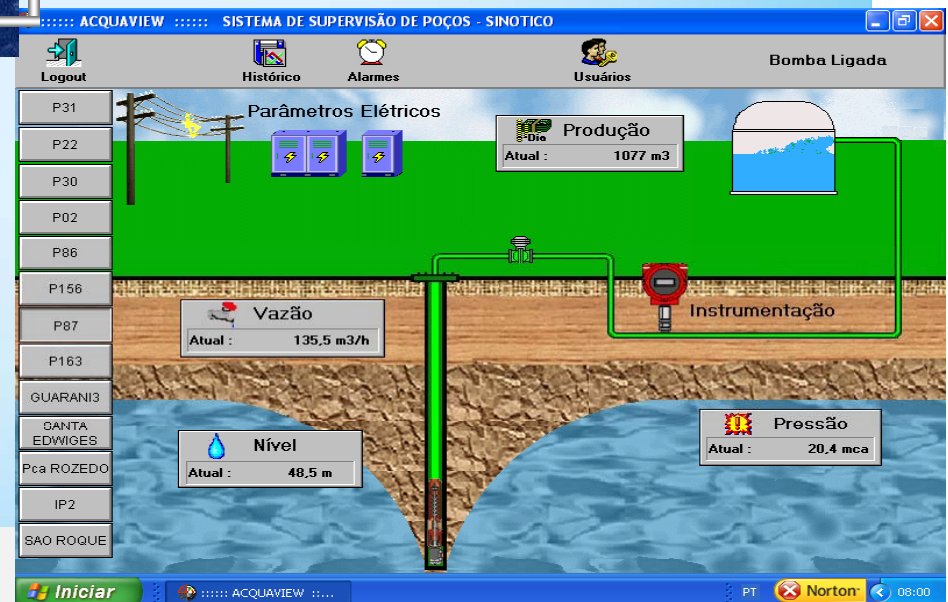 :::::: ACQUAVIEW :::::: SISTEMA DE SUPERVISÃO DE POÇOS - SINOTICO
Logout
Histórico
Alarmes
Usuários
Bomba Ligada
P31
P22
P30
P02
P86
P156
P87
P163
GUARANI3
SANTA
EDWIGES
Pca ROZEDO
IP2
SAO ROQUE
Parâmetros Elétricos
Dia
Produção
Atual : 1077 m3
Vazão
Atual : 135,5 m3/h
Instrumentação
Nível
Atual : 48,5 m
Pressão
Atual : 20,4 mca
Iniciar
:::::: ACQUAVIEW ::...
PT
Norton
08:00